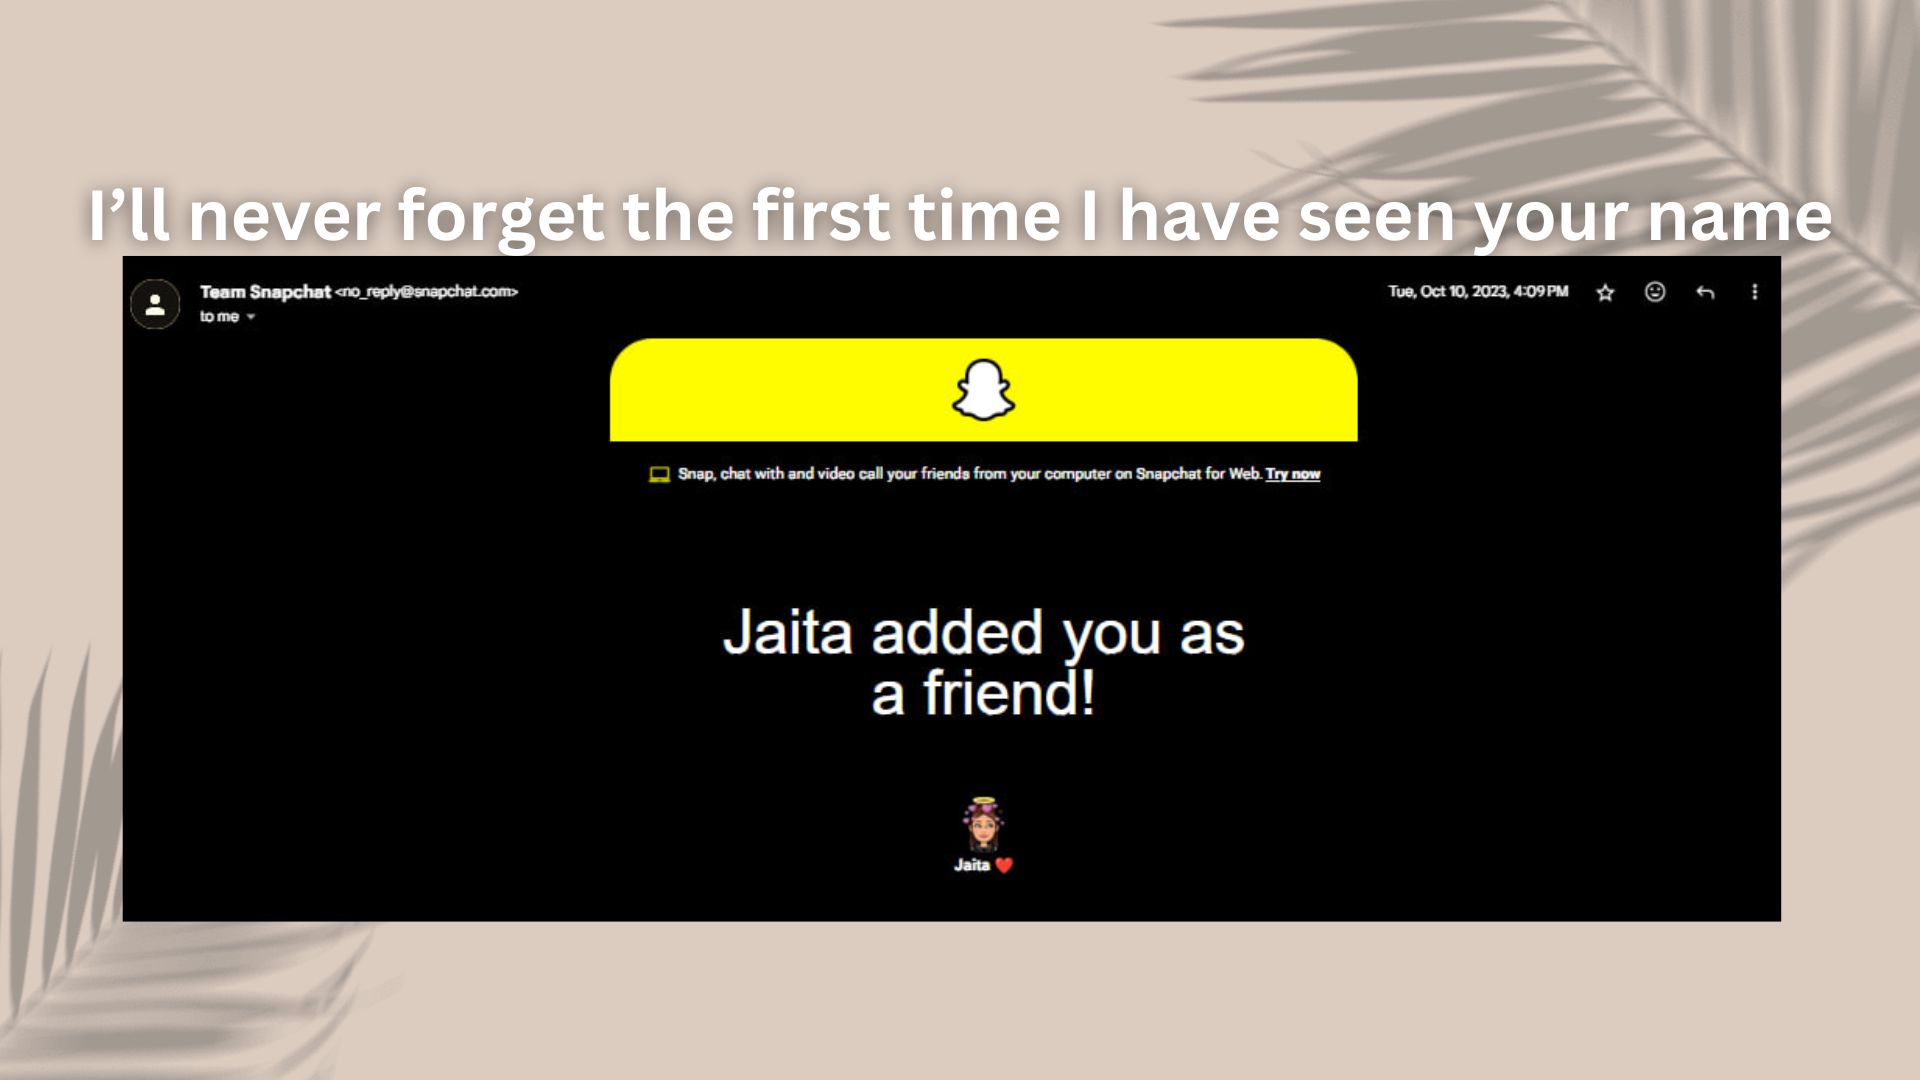 I’ll never forget the first time I have seen your name
Team Snapchat <no_reply@snapchat.com>
Tue, Oct 10, 2023, 4:09 PM
to me
Snap, chat with and video call your friends from your computer on Snapchat for Web. Try now
Jaita added you as
a friend!
Jaita ❤️